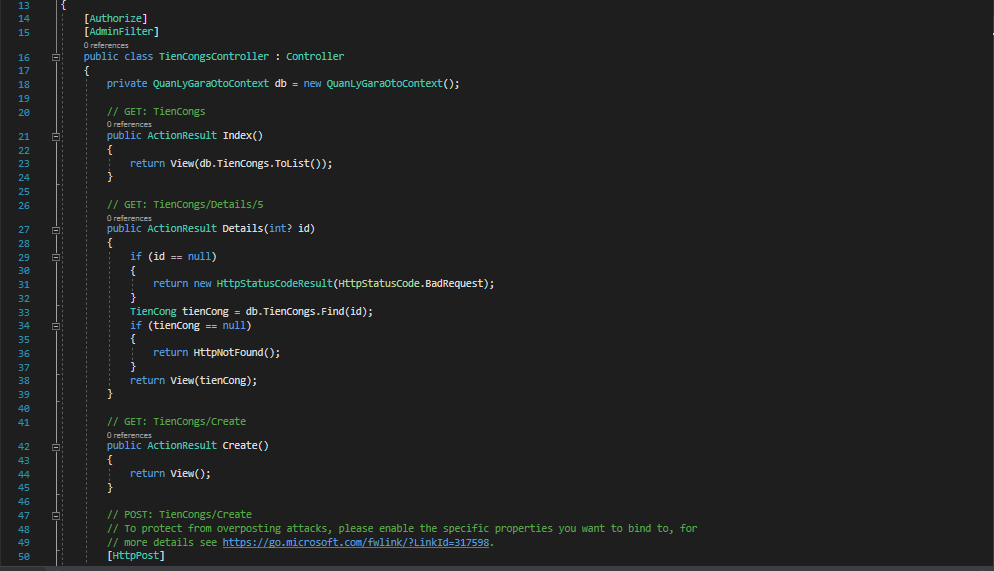 13 {
14 [Authorize]
15 [AdminFilter]
0 references
16 public class TienCongsController : Controller
17 {
18 private QuanLyGaraOtoContext db = new QuanLyGaraOtoContext();
19
20 // GET: TienCongs
0 references
21 public ActionResult Index()
22 {
23 return View(db.TienCongs.ToList());
24 }
25
26 // GET: TienCongs/Details/5
0 references
27 public ActionResult Details(int? id)
28 {
29 if (id == null)
30 {
31 return new HttpStatusCodeResult(HttpStatusCode.BadRequest);
32 }
33 TienCong tienCong = db.TienCongs.Find(id);
34 if (tienCong == null)
35 {
36 return HttpNotFound();
37 }
38 return View(tienCong);
39 }
40
41 // GET: TienCongs/Create
0 references
42 public ActionResult Create()
43 {
44 return View();
45 }
46
47 // POST: TienCongs/Create
48 // To protect from overposting attacks, please enable the specific properties you want to bind to, for
49 // more details see https://go.microsoft.com/fwlink/?LinkId=317598.
50 [HttpPost]